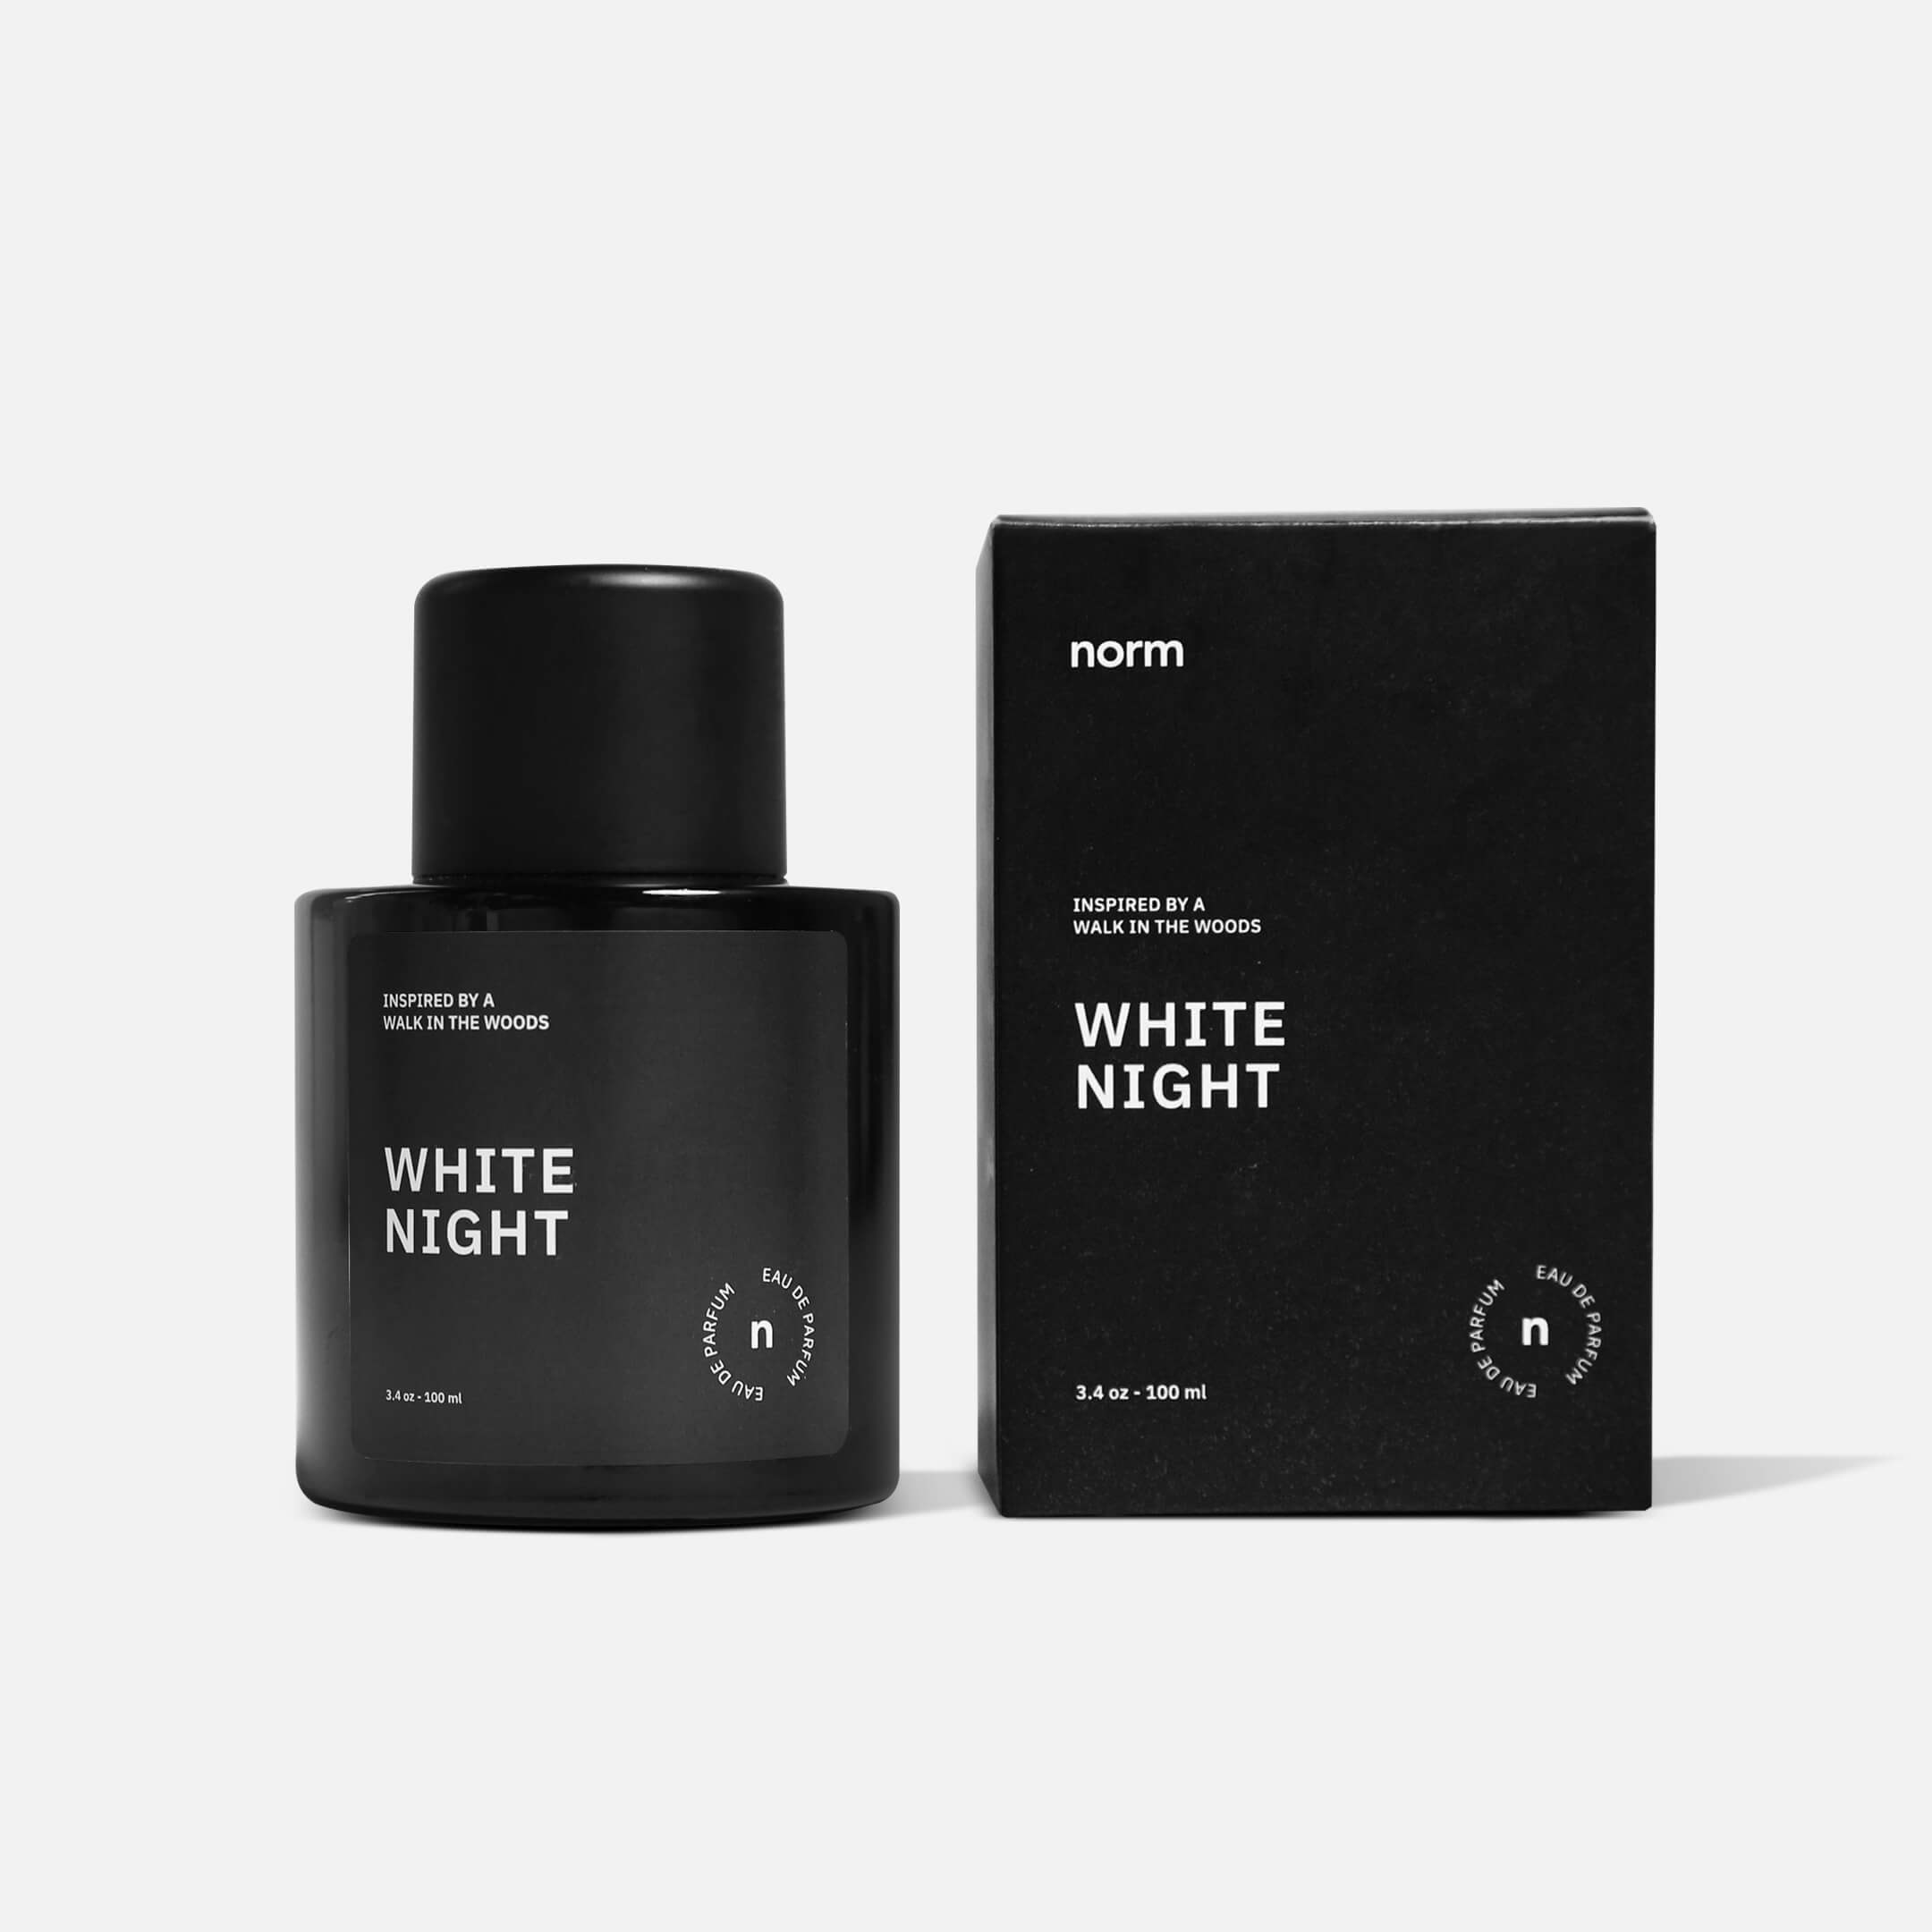 INSPIRED BY A
WALK IN THE WOODS
WHITE
NIGHT
3.4 oz - 100 ml
EAU DE PARFUM
EAU DE PARFUM
n
norm
INSPIRED BY A
WALK IN THE WOODS
WHITE
NIGHT
3.4 oz - 100 ml
EAU DE PARFUM
EAU DE PARFUM
n